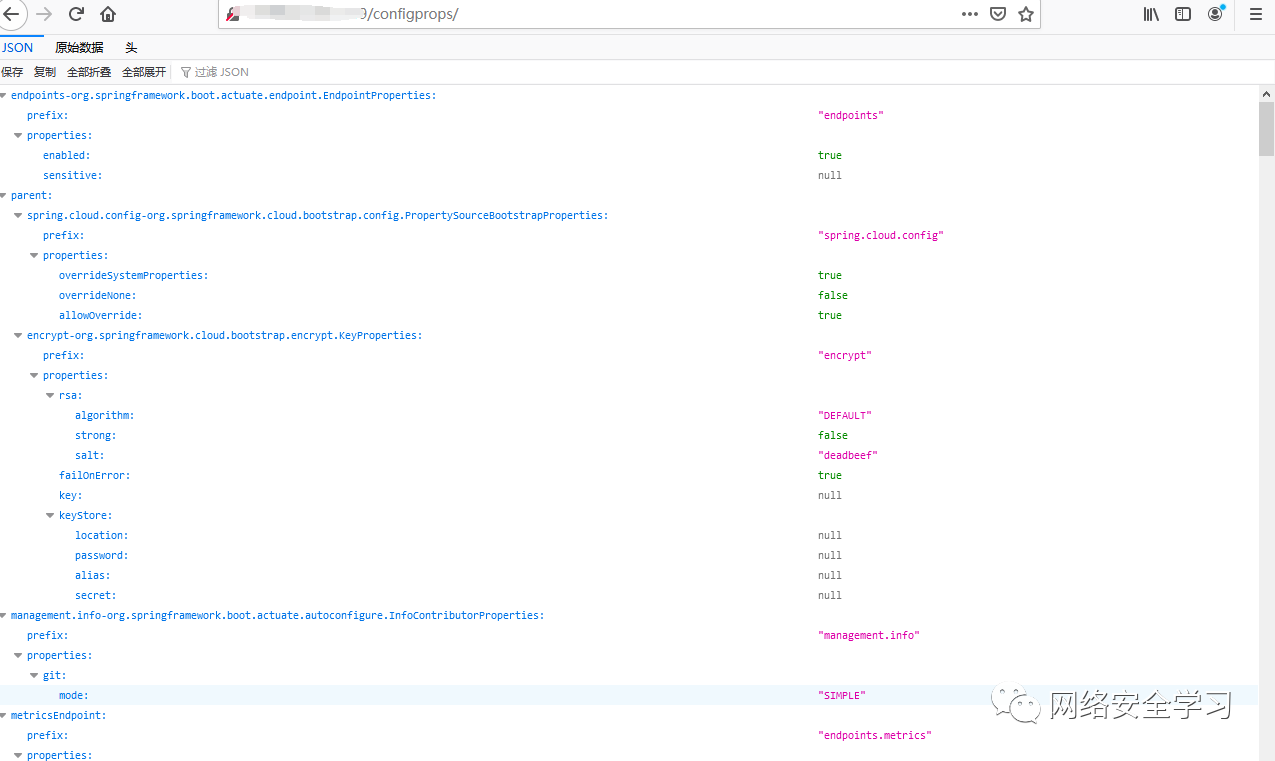 9/configprops/
JSON 原始数据 头
保存 复制 全部折叠 全部展开 过滤 JSON
endpoints-org.springframework.boot.actuate.endpoint.EndpointProperties:
prefix: "endpoints"
properties:
enabled: true
sensitive: null
parent:
spring.cloud.config-org.springframework.cloud.bootstrap.config.PropertySourceBootstrapProperties:
prefix: "spring.cloud.config"
properties:
overrideSystemProperties: true
overrideNone: false
allowOverride: true
encrypt-org.springframework.cloud.bootstrap.encrypt.KeyProperties:
prefix: "encrypt"
properties:
rsa:
algorithm: "DEFAULT"
strong: false
salt: "deadbeef"
failOnError: true
key: null
keyStore:
location: null
password: null
alias: null
secret: null
management.info-org.springframework.boot.actuate.autoconfigure.InfoContributorProperties:
prefix: "management.info"
properties:
git:
mode: "SIMPLE"
网络安全学习
metricsEndpoint:
prefix: "endpoints.metrics"
properties: